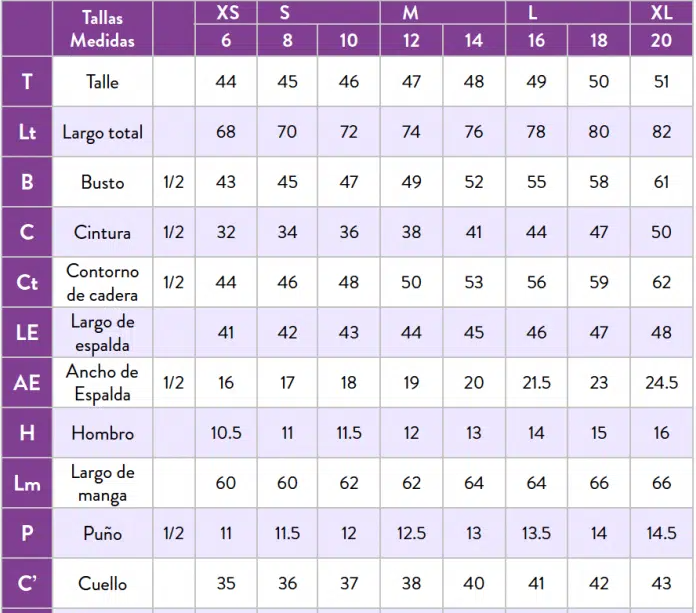 Tallas Medidas XS S M L XL
6 8 10 12 14 16 18 20
T Talle 44 45 46 47 48 49 50 51
Lt Largo total 68 70 72 74 76 78 80 82
B Busto 1/2 43 45 47 49 52 55 58 61
C Cintura 1/2 32 34 36 38 41 44 47 50
Ct Contorno de cadera 1/2 44 46 48 50 53 56 59 62
LE Largo de espalda 41 42 43 44 45 46 47 48
AE Ancho de Espalda 1/2 16 17 18 19 20 21.5 23 24.5
H Hombro 10.5 11 11.5 12 13 14 15 16
Lm Largo de manga 60 60 62 62 64 64 66 66
P Puño 1/2 11 11.5 12 12.5 13 13.5 14 14.5
C’ Cuello 35 36 37 38 40 41 42 43